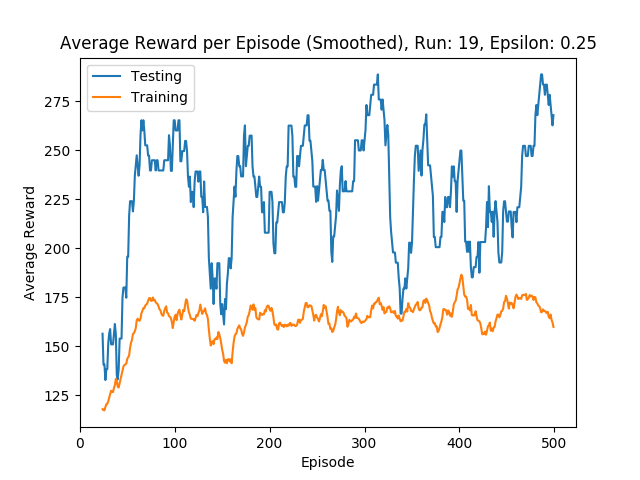 Average Reward per Episode (Smoothed), Run: 19, Epsilon: 0.25
Testing
Training
Average Reward
275
250
225
200
175
150
125
0 100 200 300 400 500
Episode